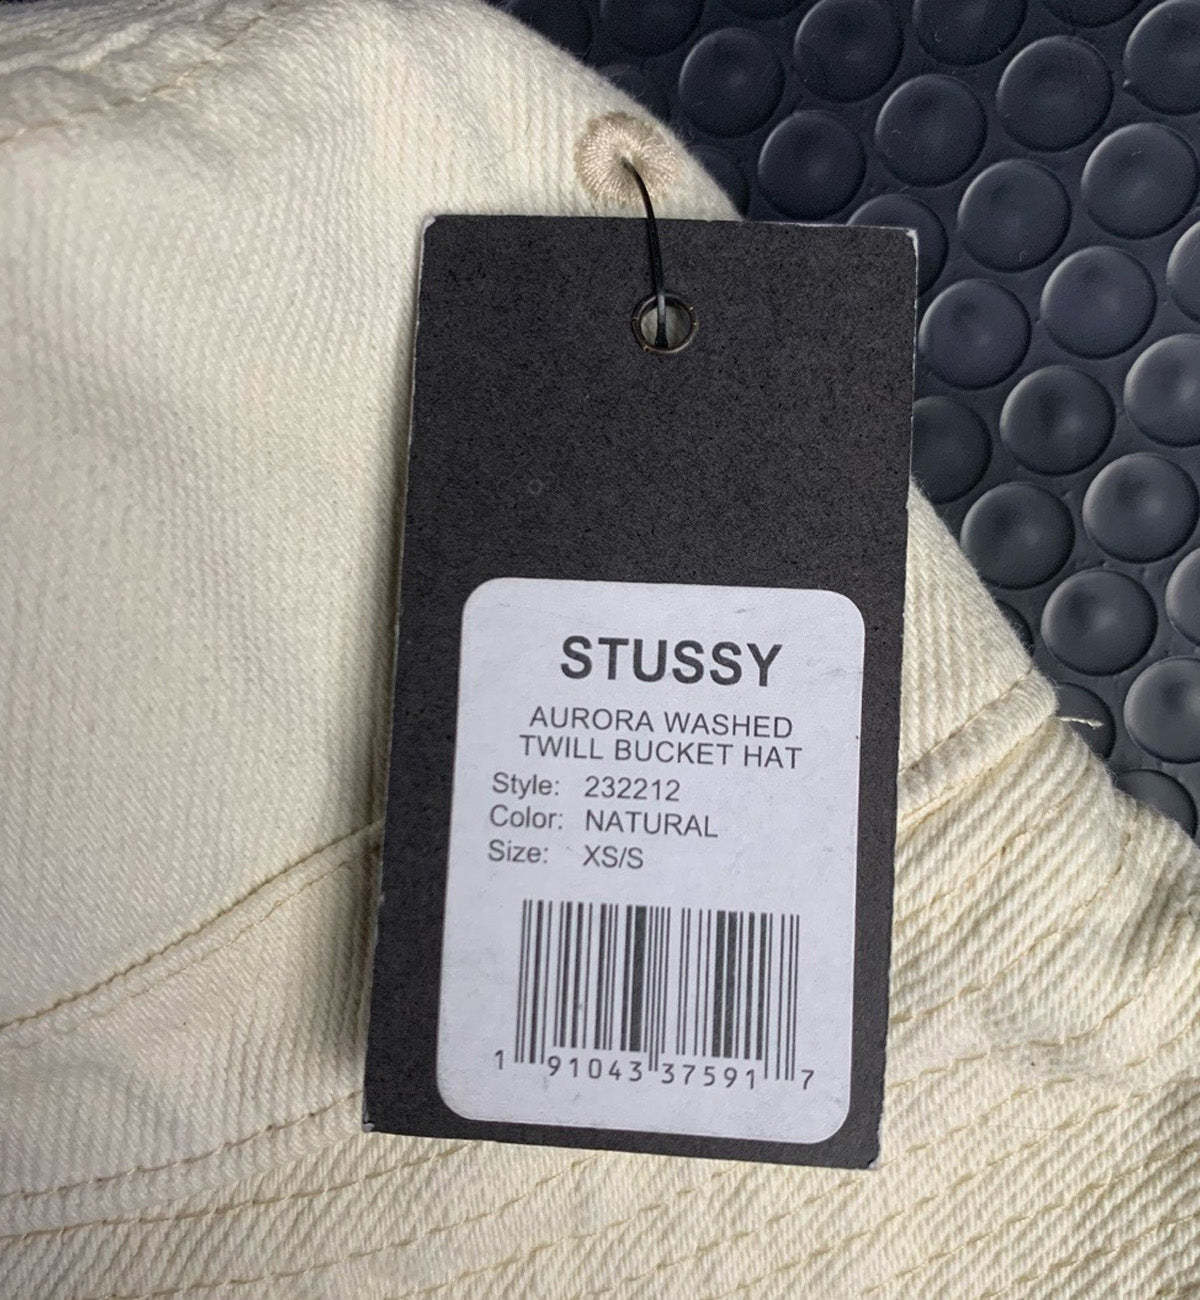 STUSSY
AURORA WASHED
TWILL BUCKET HAT
Style: 232212
Color: NATURAL
Size: XS/S
1 91043 37591 7